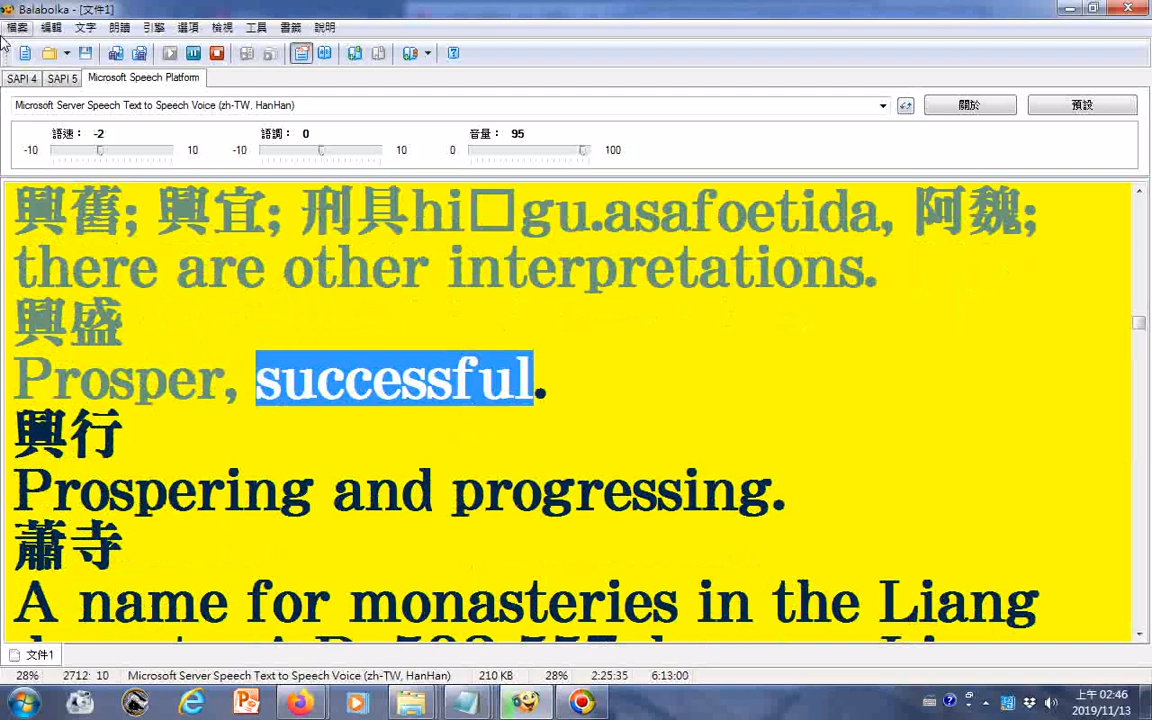 Balabolka - [文件1]
檔案 編輯 文字 朗讀 引擎 選項 檢視 工具 書籤 說明
SAPI 4 SAPI 5 Microsoft Speech Platform
Microsoft Server Speech Text to Speech Voice (zh-TW, HanHan) 關於 預設
語速： -2 語調： 0 音量： 95
-10 10 -10 10 0 100
興舊; 興宜; 刑具hi□gu.asafoetida, 阿魏;
there are other interpretations.
興盛
Prosper, successful.
興行
Prospering and progressing.
蕭寺
A name for monasteries in the Liang
文件1
28% 2712: 10 Microsoft Server Speech Text to Speech Voice (zh-TW, HanHan) 210 KB 28% 2:25:35 6:13:00
上午 02:46
2019/11/13